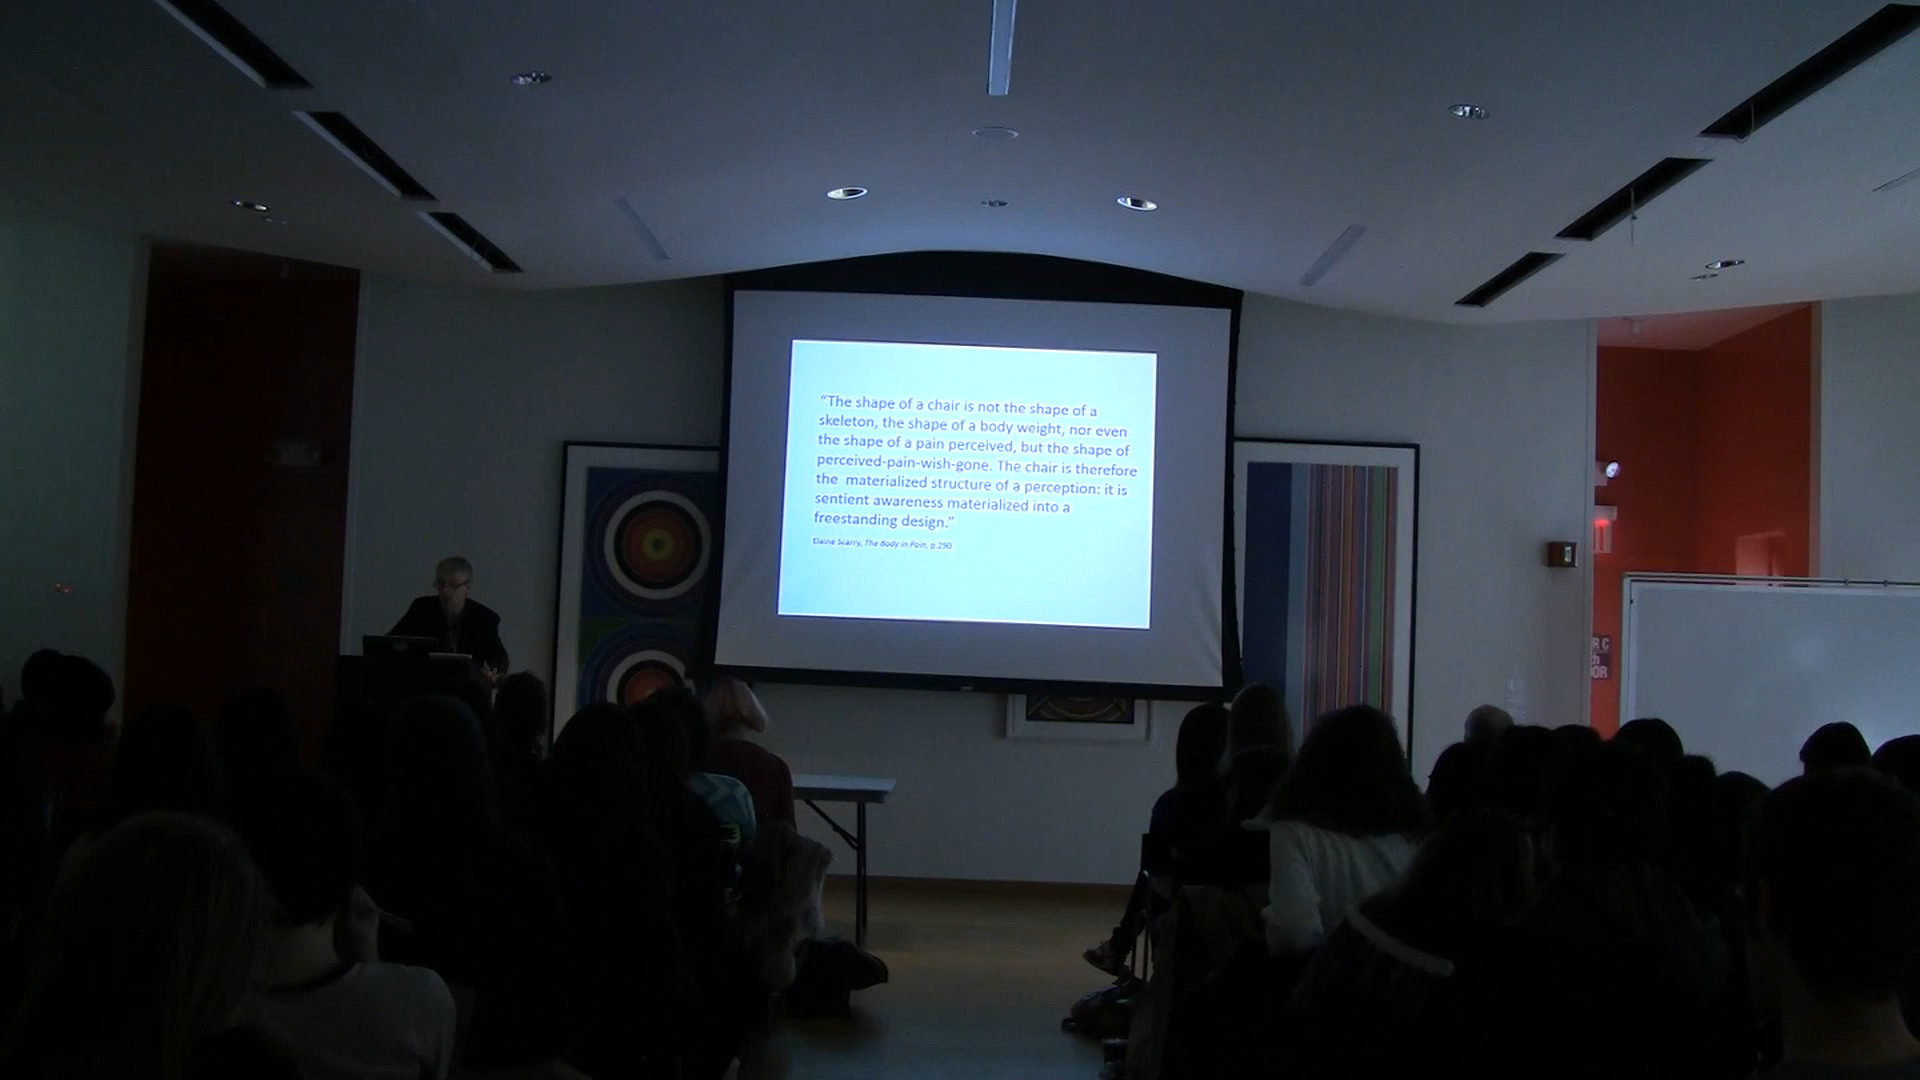 “The shape of a chair is not the shape of a
skeleton, the shape of a body weight, nor even
the shape of a pain perceived, but the shape of
perceived-pain-wish-gone. The chair is therefore
the  materialized structure of a perception: it is
sentient awareness materialized into a
freestanding design.”
Elaine Scarry, The Body in Pain, p.290